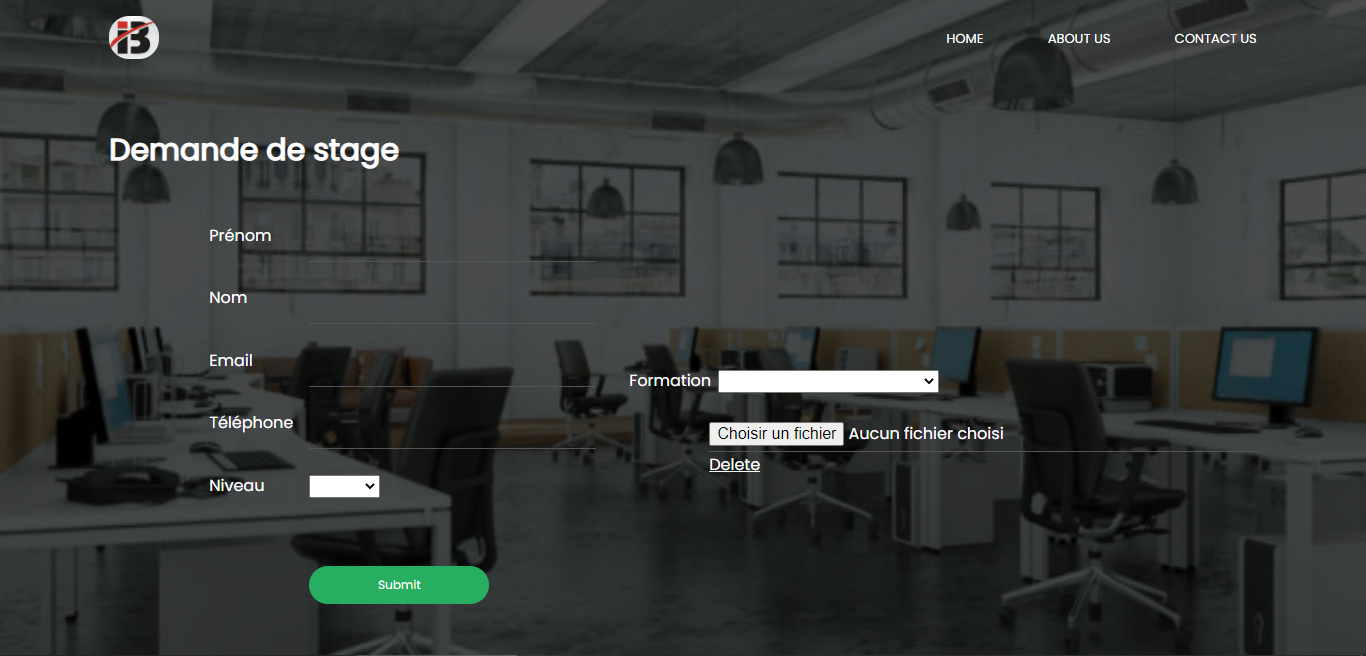 iB
HOME
ABOUT US
CONTACT US
Demande de stage
Prénom
Nom
Email
Téléphone
Niveau
Formation
Choisir un fichier Aucun fichier choisi
Delete
Submit